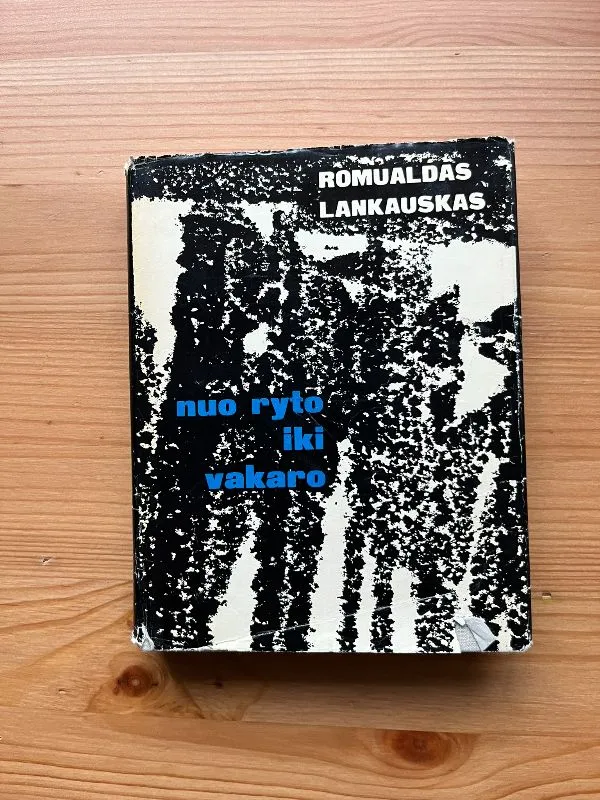 ROMUALDAS
LANKAUSKAS
nuo ryto
iki
vakaro